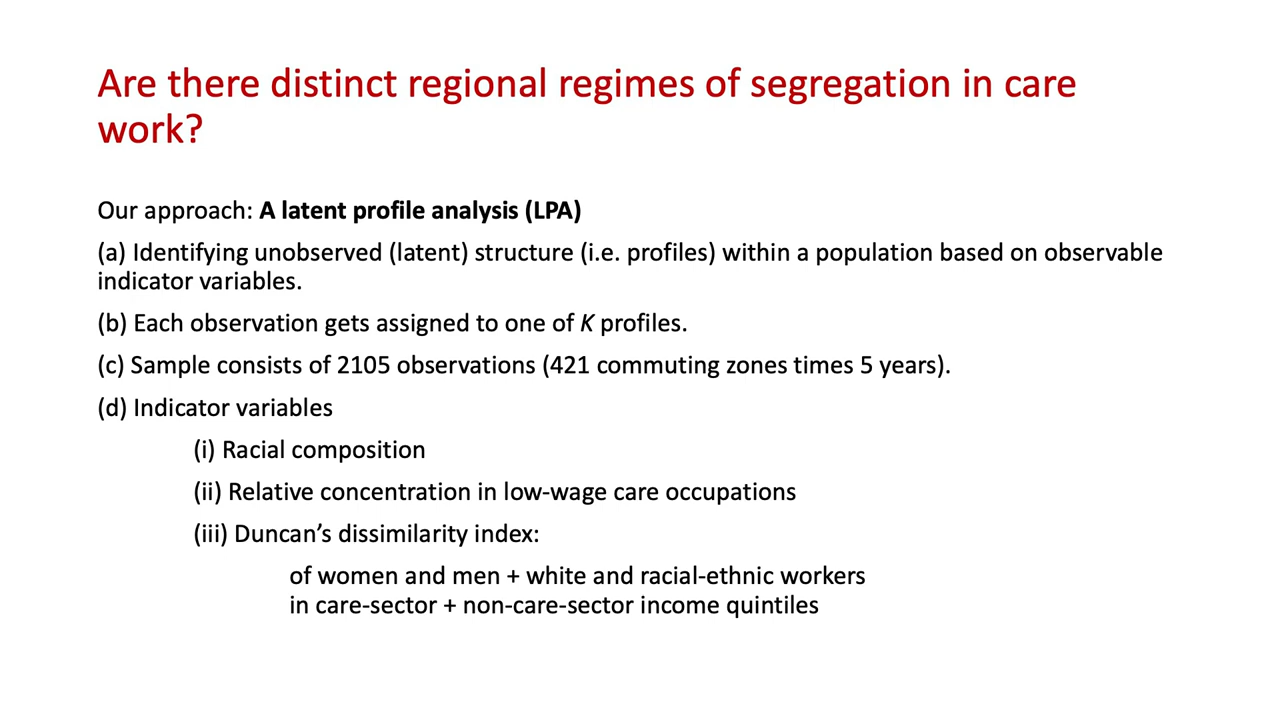 Are there distinct regional regimes of segregation in care
work?
Our approach: A latent profile analysis (LPA)
(a) Identifying unobserved (latent) structure (i.e. profiles) within a population based on observable
indicator variables.
(b) Each observation gets assigned to one of K profiles.
(c) Sample consists of 2105 observations (421 commuting zones times 5 years).
(d) Indicator variables
(i) Racial composition
(ii) Relative concentration in low-wage care occupations
(iii) Duncan’s dissimilarity index:
of women and men + white and racial-ethnic workers
in care-sector + non-care-sector income quintiles